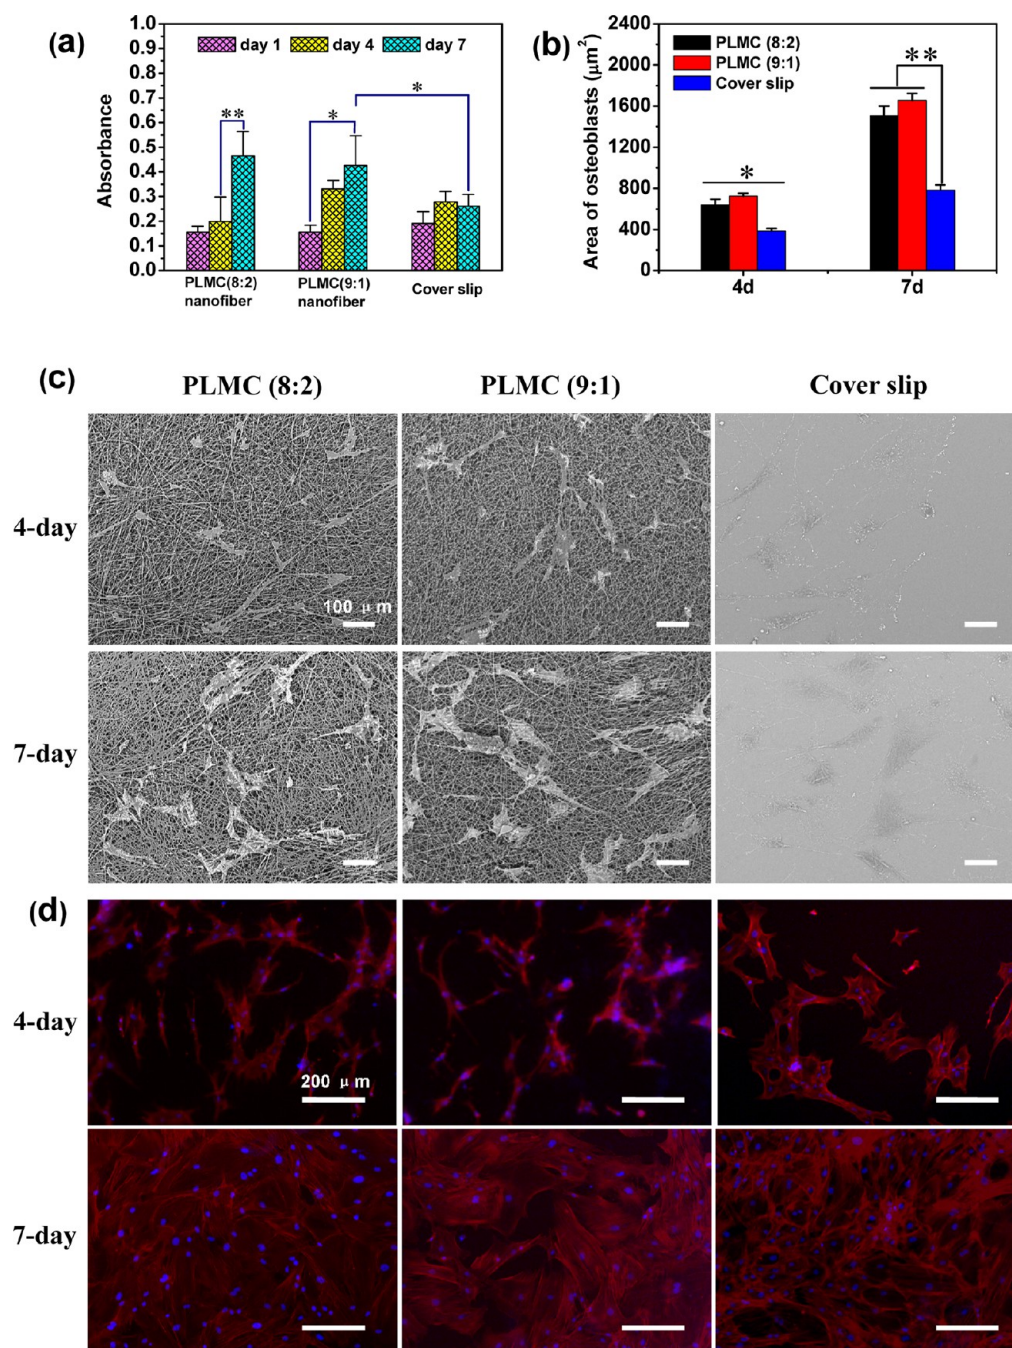 (a)
1.0
0.9
0.8
0.7
0.6
0.5
0.4
0.3
0.2
0.1
0.0
Absorbance
day 1 day 4 day 7
**
*
*
PLMC(8:2)
nanofiber
PLMC(9:1)
nanofiber
Cover slip
(b)
2400
2000
1600
1200
800
400
0
Area of osteoblasts (μm²)
PLMC (8:2)
PLMC (9:1)
Cover slip
*
**
4d 7d
(c)
PLMC (8:2) PLMC (9:1) Cover slip
4-day
100 μm
7-day
(d)
4-day
200 μm
7-day